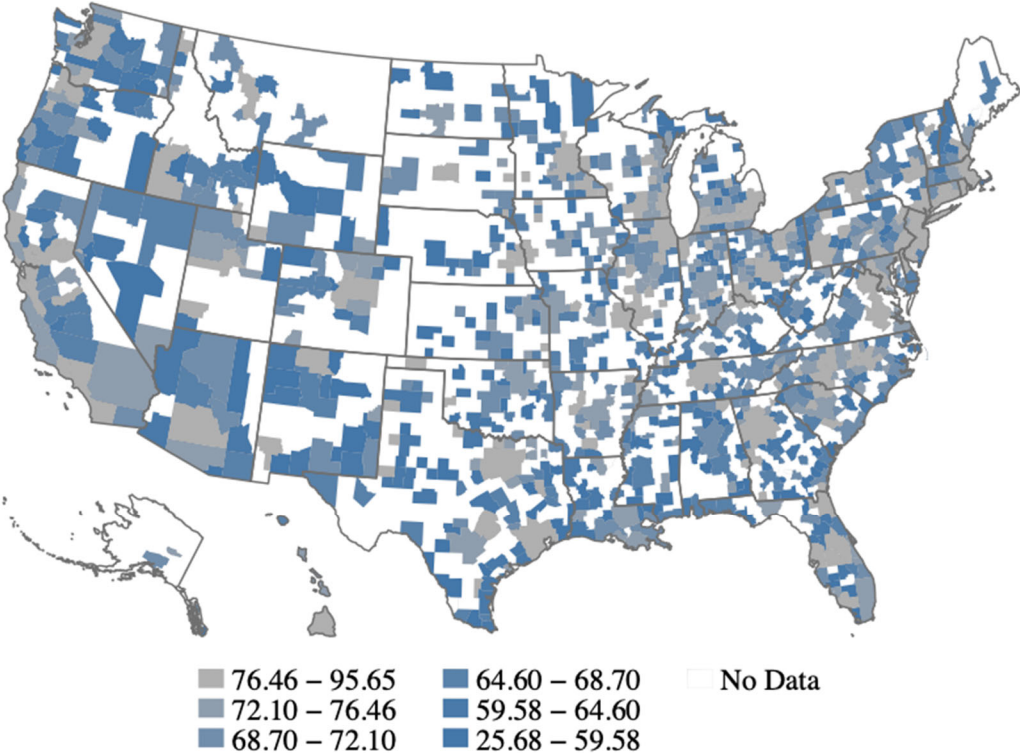 76.46 – 95.65
72.10 – 76.46
68.70 – 72.10
64.60 – 68.70
59.58 – 64.60
25.68 – 59.58
No Data